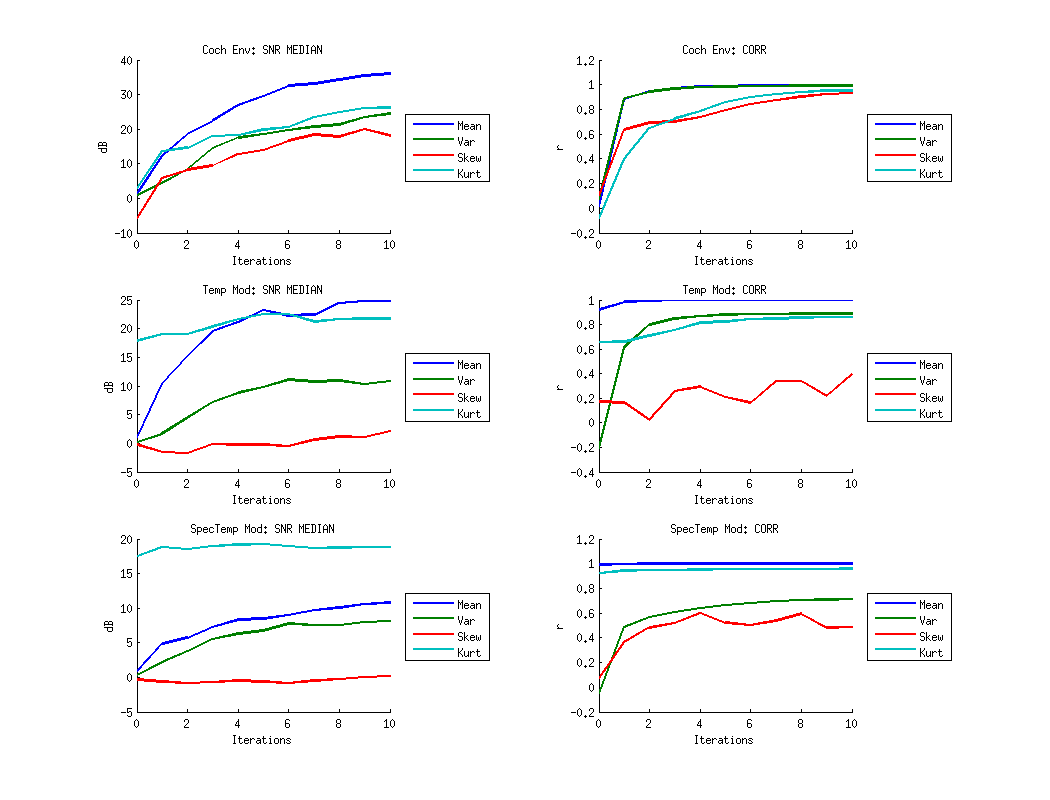 Coch Env: SNR MEDIAN
40
30
20
10
0
-10
dB
0 2 4 6 8 10
Iterations
Mean
Var
Skew
Kurt
Coch Env: CORR
1.2
1
0.8
0.6
0.4
0.2
0
-0.2
r
0 2 4 6 8 10
Iterations
Mean
Var
Skew
Kurt
Temp Mod: SNR MEDIAN
25
20
15
10
5
0
-5
dB
0 2 4 6 8 10
Iterations
Mean
Var
Skew
Kurt
Temp Mod: CORR
1
0.8
0.6
0.4
0.2
0
-0.2
-0.4
r
0 2 4 6 8 10
Iterations
Mean
Var
Skew
Kurt
SpecTemp Mod: SNR MEDIAN
20
15
10
5
0
-5
dB
0 2 4 6 8 10
Iterations
Mean
Var
Skew
Kurt
SpecTemp Mod: CORR
1.2
1
0.8
0.6
0.4
0.2
0
-0.2
r
0 2 4 6 8 10
Iterations
Mean
Var
Skew
Kurt